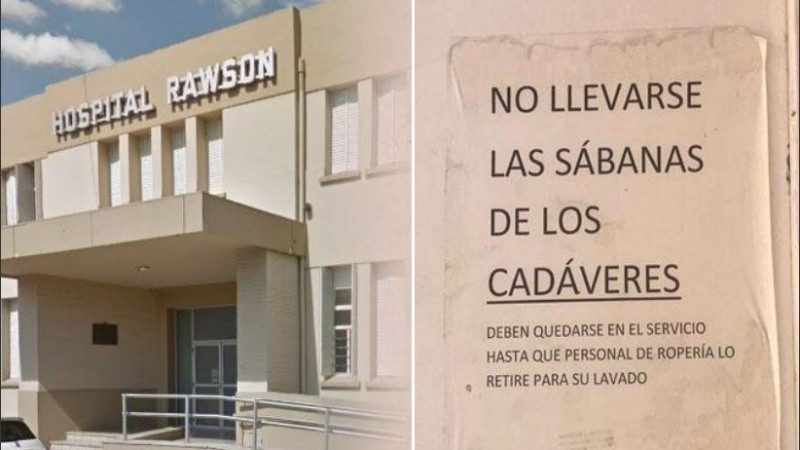 HOSPITAL RAWSON
NO LLEVARSE
LAS SÁBANAS
DE LOS
CADÁVERES
DEBEN QUEDARSE EN EL SERVICIO
HASTA QUE PERSONAL DE ROPERÍA LO
RETIRE PARA SU LAVADO